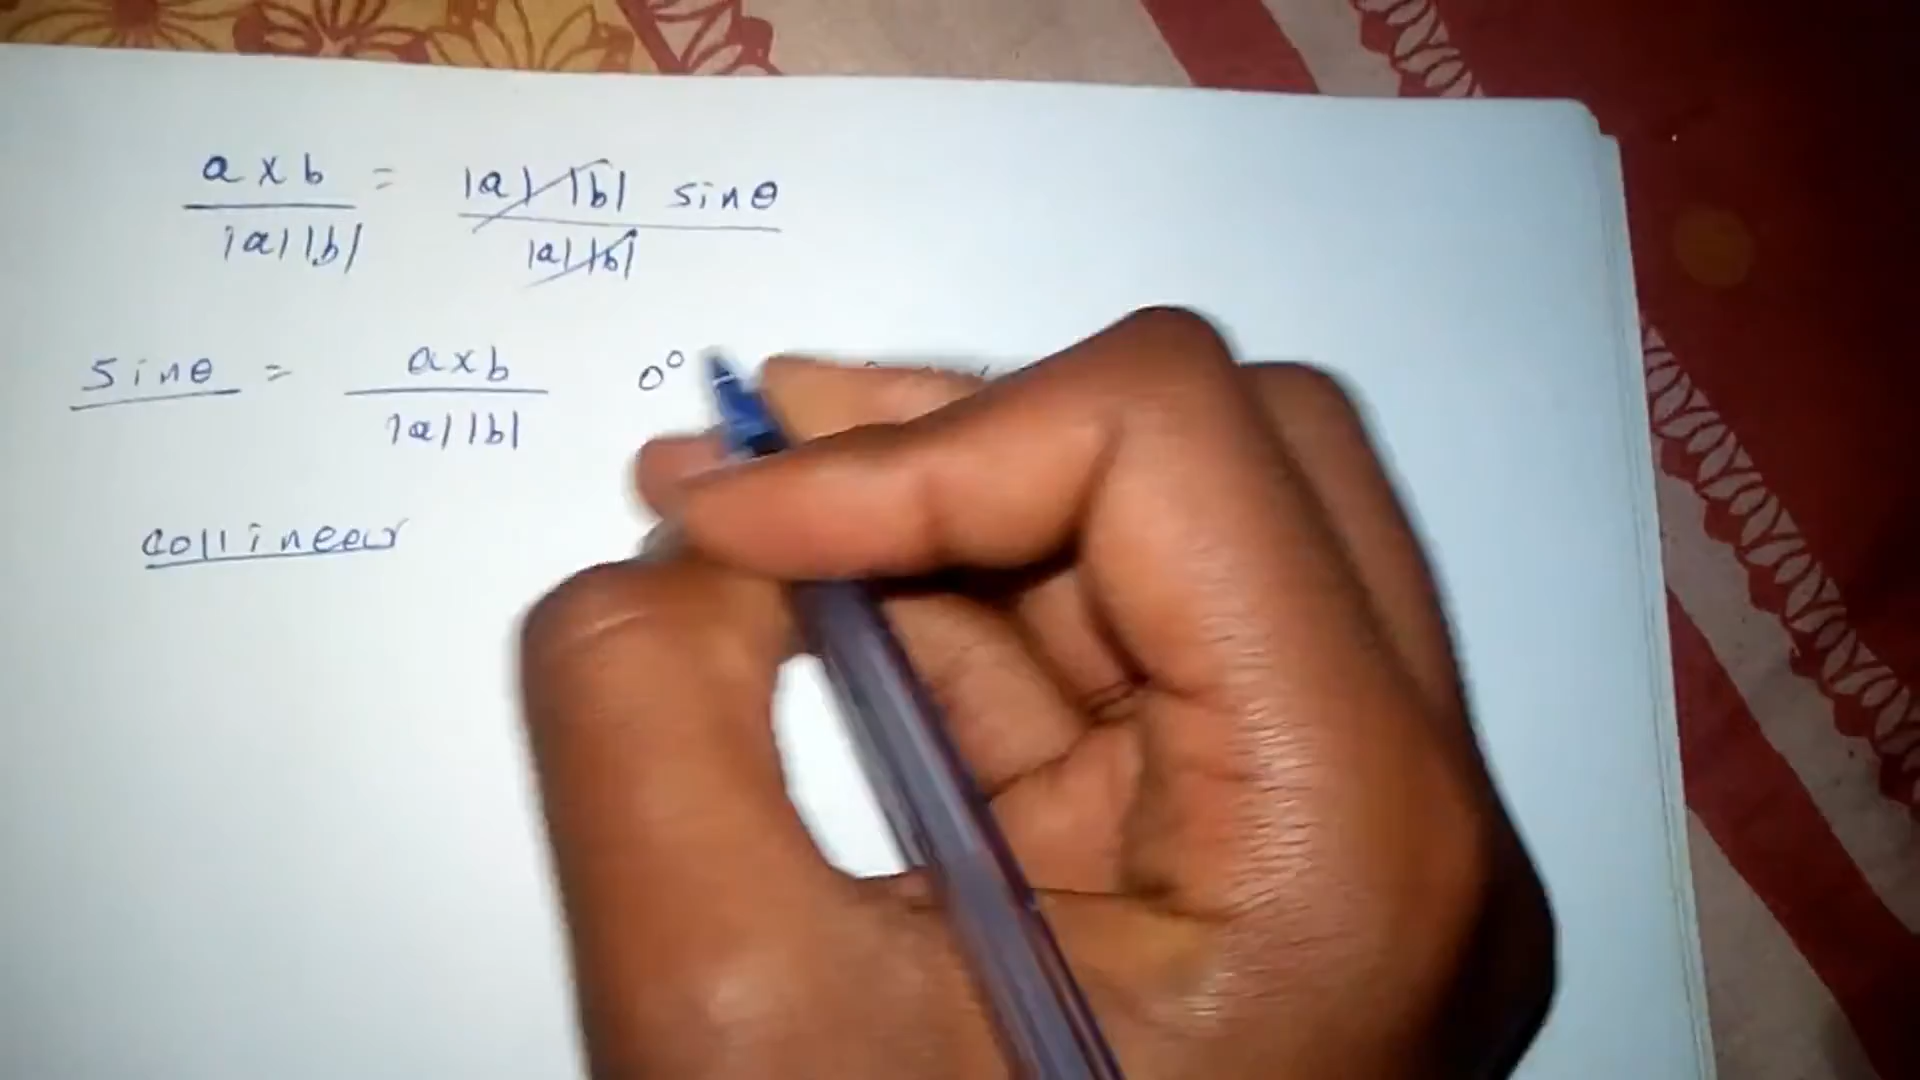 a x b = |a| |b| sinθ
|a| |b| |a| |b|
sinθ = a x b 0°
|a| |b|
collinear